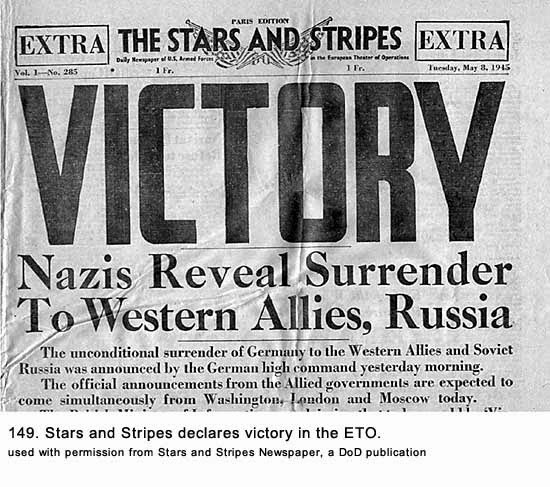 PARIS EDITION
EXTRA THE STARS AND STRIPES EXTRA
Daily Newspaper of U.S. Armed Forces in the European Theater of Operations
Vol. 1—No. 285 1 Fr. 1 Fr. Tuesday, May 8, 1945
VICTORY
Nazis Reveal Surrender
To Western Allies, Russia
The unconditional surrender of Germany to the Western Allies and Soviet
Russia was announced by the German high command yesterday morning.
The official announcements from the Allied governments are expected to
come simultaneously from Washington, London and Moscow today.
149. Stars and Stripes declares victory in the ETO.
used with permission from Stars and Stripes Newspaper, a DoD publication